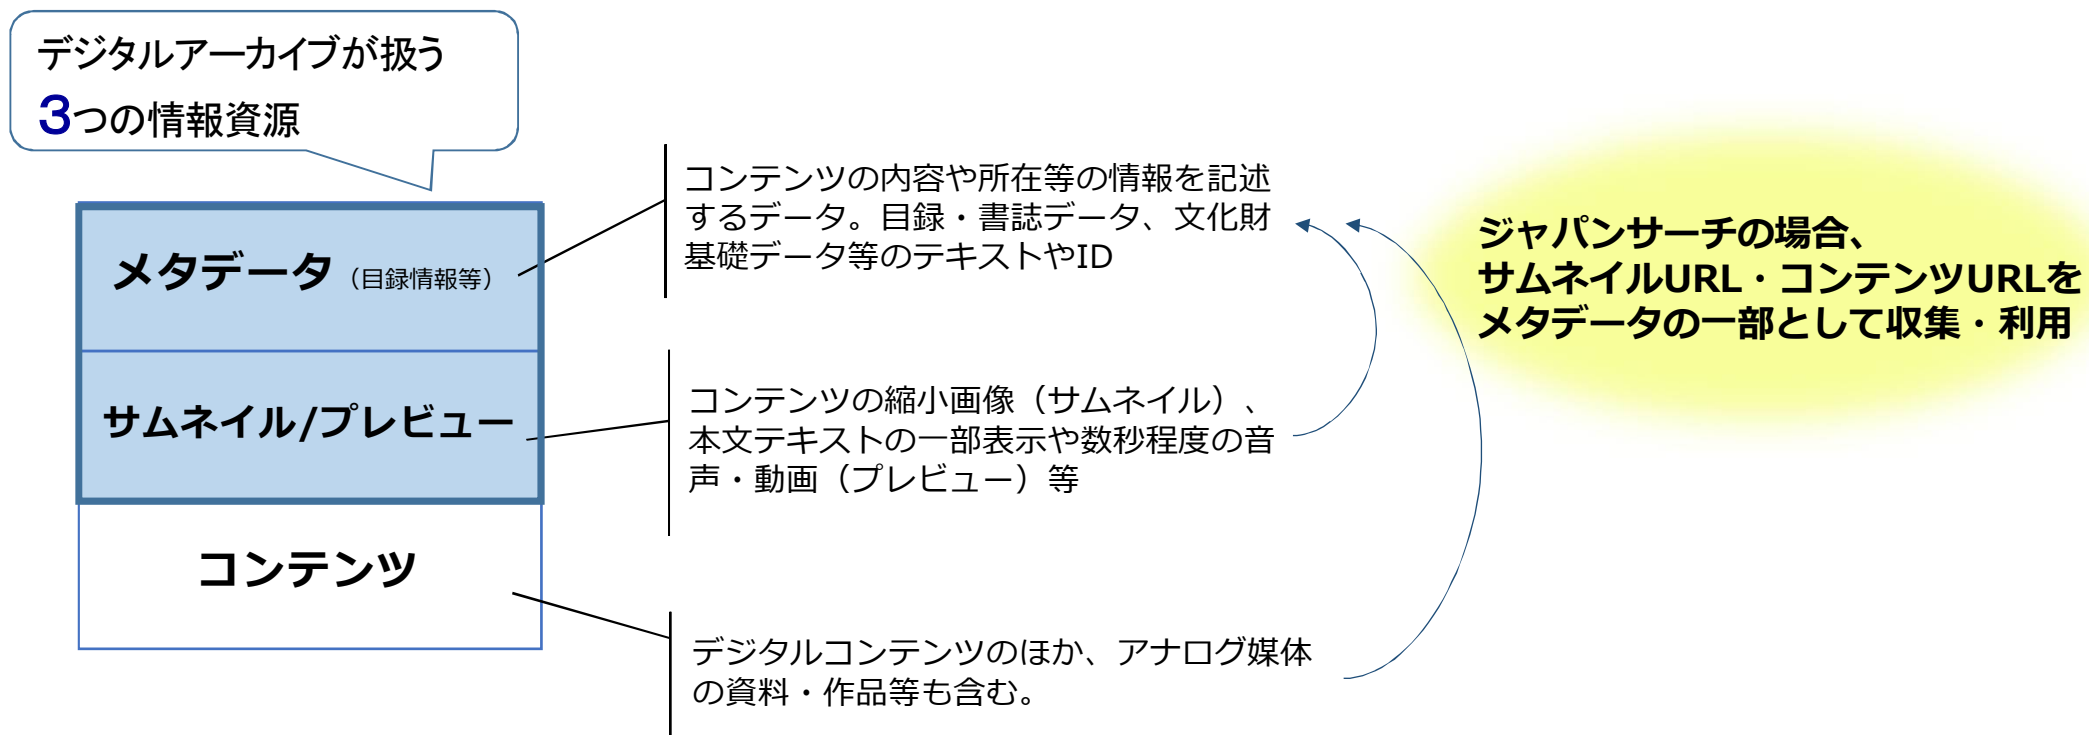 デジタルアーカイブが扱う
3つの情報資源
メタデータ（目録情報等）
サムネイル/プレビュー
コンテンツ
コンテンツの内容や所在等の情報を記述
するデータ。目録・書誌データ、文化財
基礎データ等のテキストやID
コンテンツの縮小画像（サムネイル）、
本文テキストの一部表示や数秒程度の音
声・動画（プレビュー）等
デジタルコンテンツのほか、アナログ媒体
の資料・作品等も含む。
ジャパンサーチの場合、
サムネイルURL・コンテンツURLを
メタデータの一部として収集・利用